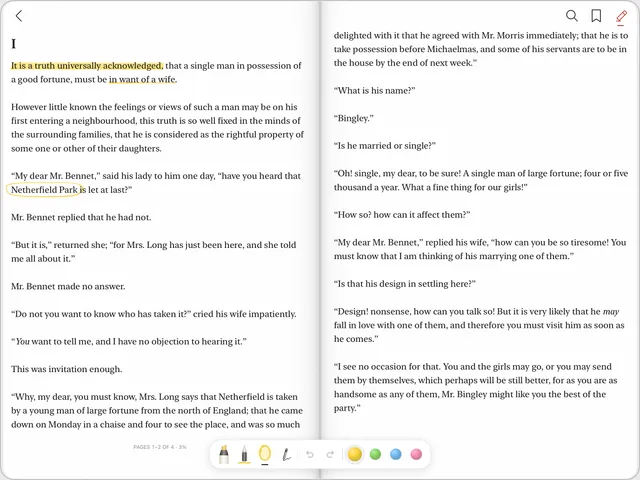 I
It is a truth universally acknowledged, that a single man in possession of
a good fortune, must be in want of a wife.
However little known the feelings or views of such a man may be on his
first entering a neighbourhood, this truth is so well fixed in the minds of
the surrounding families, that he is considered as the rightful property of
some one or other of their daughters.
“My dear Mr. Bennet,” said his lady to him one day, “have you heard that
Netherfield Park is let at last?”
Mr. Bennet replied that he had not.
“But it is,” returned she; “for Mrs. Long has just been here, and she told
me all about it.”
Mr. Bennet made no answer.
“Do not you want to know who has taken it?” cried his wife impatiently.
“You want to tell me, and I have no objection to hearing it.”
This was invitation enough.
“Why, my dear, you must know, Mrs. Long says that Netherfield is taken
by a young man of large fortune from the north of England; that he came
down on Monday in a chaise and four to see the place, and was so much
PAGES 1–2 OF 4 · 3%
delighted with it that he agreed with Mr. Morris immediately; that he is to
take possession before Michaelmas, and some of his servants are to be in
the house by the end of next week.”
“What is his name?”
“Bingley.”
“Is he married or single?”
“Oh! single, my dear, to be sure! A single man of large fortune; four or five
thousand a year. What a fine thing for our girls!”
“How so? how can it affect them?”
“My dear Mr. Bennet,” replied his wife, “how can you be so tiresome! You
must know that I am thinking of his marrying one of them.”
“Is that his design in settling here?”
“Design! nonsense, how can you talk so! But it is very likely that he may
fall in love with one of them, and therefore you must visit him as soon as
he comes.”
“I see no occasion for that. You and the girls may go, or you may send
them by themselves, which perhaps will be still better, for as you are as
handsome as any of them, Mr. Bingley might like you the best of the
party.”